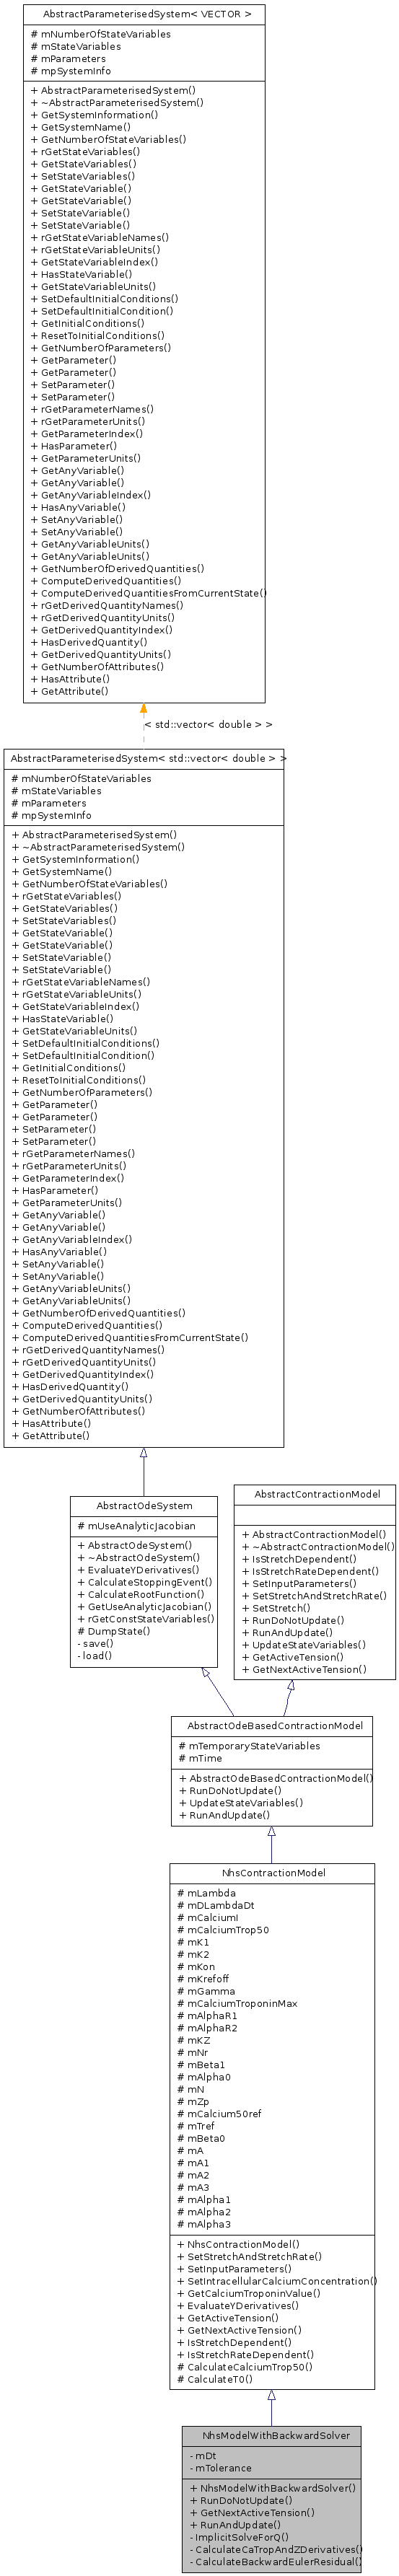 AbstractParameterisedSystem< VECTOR >
# mNumberOfStateVariables
# mStateVariables
# mParameters
# mpSystemInfo
+ AbstractParameterisedSystem()
+ ~AbstractParameterisedSystem()
+ GetSystemInformation()
+ GetSystemName()
+ GetNumberOfStateVariables()
+ rGetStateVariables()
+ GetStateVariables()
+ SetStateVariables()
+ GetStateVariable()
+ GetStateVariable()
+ SetStateVariable()
+ SetStateVariable()
+ rGetStateVariableNames()
+ rGetStateVariableUnits()
+ GetStateVariableIndex()
+ HasStateVariable()
+ GetStateVariableUnits()
+ SetDefaultInitialConditions()
+ SetDefaultInitialCondition()
+ GetInitialConditions()
+ ResetToInitialConditions()
+ GetNumberOfParameters()
+ GetParameter()
+ GetParameter()
+ SetParameter()
+ SetParameter()
+ rGetParameterNames()
+ rGetParameterUnits()
+ GetParameterIndex()
+ HasParameter()
+ GetParameterUnits()
+ GetAnyVariable()
+ GetAnyVariable()
+ GetAnyVariableIndex()
+ HasAnyVariable()
+ SetAnyVariable()
+ SetAnyVariable()
+ GetAnyVariableUnits()
+ GetAnyVariableUnits()
+ GetNumberOfDerivedQuantities()
+ ComputeDerivedQuantities()
+ ComputeDerivedQuantitiesFromCurrentState()
+ rGetDerivedQuantityNames()
+ rGetDerivedQuantityUnits()
+ GetDerivedQuantityIndex()
+ HasDerivedQuantity()
+ GetDerivedQuantityUnits()
+ GetNumberOfAttributes()
+ HasAttribute()
+ GetAttribute()
< std::vector< double > >
AbstractParameterisedSystem< std::vector< double > >
# mNumberOfStateVariables
# mStateVariables
# mParameters
# mpSystemInfo
+ AbstractParameterisedSystem()
+ ~AbstractParameterisedSystem()
+ GetSystemInformation()
+ GetSystemName()
+ GetNumberOfStateVariables()
+ rGetStateVariables()
+ GetStateVariables()
+ SetStateVariables()
+ GetStateVariable()
+ GetStateVariable()
+ SetStateVariable()
+ SetStateVariable()
+ rGetStateVariableNames()
+ rGetStateVariableUnits()
+ GetStateVariableIndex()
+ HasStateVariable()
+ GetStateVariableUnits()
+ SetDefaultInitialConditions()
+ SetDefaultInitialCondition()
+ GetInitialConditions()
+ ResetToInitialConditions()
+ GetNumberOfParameters()
+ GetParameter()
+ GetParameter()
+ SetParameter()
+ SetParameter()
+ rGetParameterNames()
+ rGetParameterUnits()
+ GetParameterIndex()
+ HasParameter()
+ GetParameterUnits()
+ GetAnyVariable()
+ GetAnyVariable()
+ GetAnyVariableIndex()
+ HasAnyVariable()
+ SetAnyVariable()
+ SetAnyVariable()
+ GetAnyVariableUnits()
+ GetAnyVariableUnits()
+ GetNumberOfDerivedQuantities()
+ ComputeDerivedQuantities()
+ ComputeDerivedQuantitiesFromCurrentState()
+ rGetDerivedQuantityNames()
+ rGetDerivedQuantityUnits()
+ GetDerivedQuantityIndex()
+ HasDerivedQuantity()
+ GetDerivedQuantityUnits()
+ GetNumberOfAttributes()
+ HasAttribute()
+ GetAttribute()
AbstractOdeSystem
# mUseAnalyticJacobian
+ AbstractOdeSystem()
+ ~AbstractOdeSystem()
+ EvaluateYDerivatives()
+ CalculateStoppingEvent()
+ CalculateRootFunction()
+ GetUseAnalyticJacobian()
+ rGetConstStateVariables()
# DumpState()
- save()
- load()
AbstractContractionModel
+ AbstractContractionModel()
+ ~AbstractContractionModel()
+ IsStretchDependent()
+ IsStretchRateDependent()
+ SetInputParameters()
+ SetStretchAndStretchRate()
+ SetStretch()
+ RunDoNotUpdate()
+ RunAndUpdate()
+ UpdateStateVariables()
+ GetActiveTension()
+ GetNextActiveTension()
AbstractOdeBasedContractionModel
# mTemporaryStateVariables
# mTime
+ AbstractOdeBasedContractionModel()
+ RunDoNotUpdate()
+ UpdateStateVariables()
+ RunAndUpdate()
NhsContractionModel
# mLambda
# mDLambdaDt
# mCalciumI
# mCalciumTrop50
# mK1
# mK2
# mKon
# mKrefoff
# mGamma
# mCalciumTroponinMax
# mAlphaR1
# mAlphaR2
# mKZ
# mNr
# mBeta1
# mAlpha0
# mN
# mZp
# mCalcium50ref
# mTref
# mBeta0
# mA
# mA1
# mA2
# mA3
# mAlpha1
# mAlpha2
# mAlpha3
+ NhsContractionModel()
+ SetStretchAndStretchRate()
+ SetInputParameters()
+ SetIntracellularCalciumConcentration()
+ GetCalciumTroponinValue()
+ EvaluateYDerivatives()
+ GetActiveTension()
+ GetNextActiveTension()
+ IsStretchDependent()
+ IsStretchRateDependent()
# CalculateCalciumTrop50()
# CalculateT0()
NhsModelWithBackwardSolver
- mDt
- mTolerance
+ NhsModelWithBackwardSolver()
+ RunDoNotUpdate()
+ GetNextActiveTension()
+ RunAndUpdate()
- ImplicitSolveForQ()
- CalculateCaTropAndZDerivatives()
- CalculateBackwardEulerResidual()